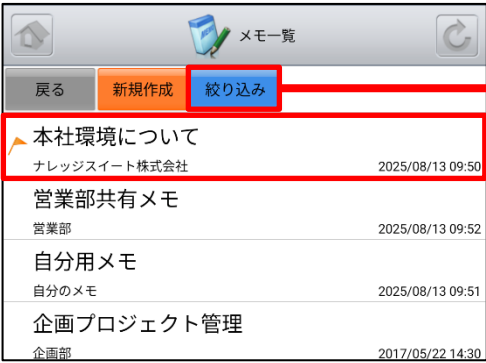 メモ一覧
戻る 新規作成 絞り込み
本社環境について
ナレッジスイート株式会社 2025/08/13 09:50
営業部共有メモ
営業部 2025/08/13 09:52
自分用メモ
自分のメモ 2025/08/13 09:51
企画プロジェクト管理
企画部 2017/05/22 14:30